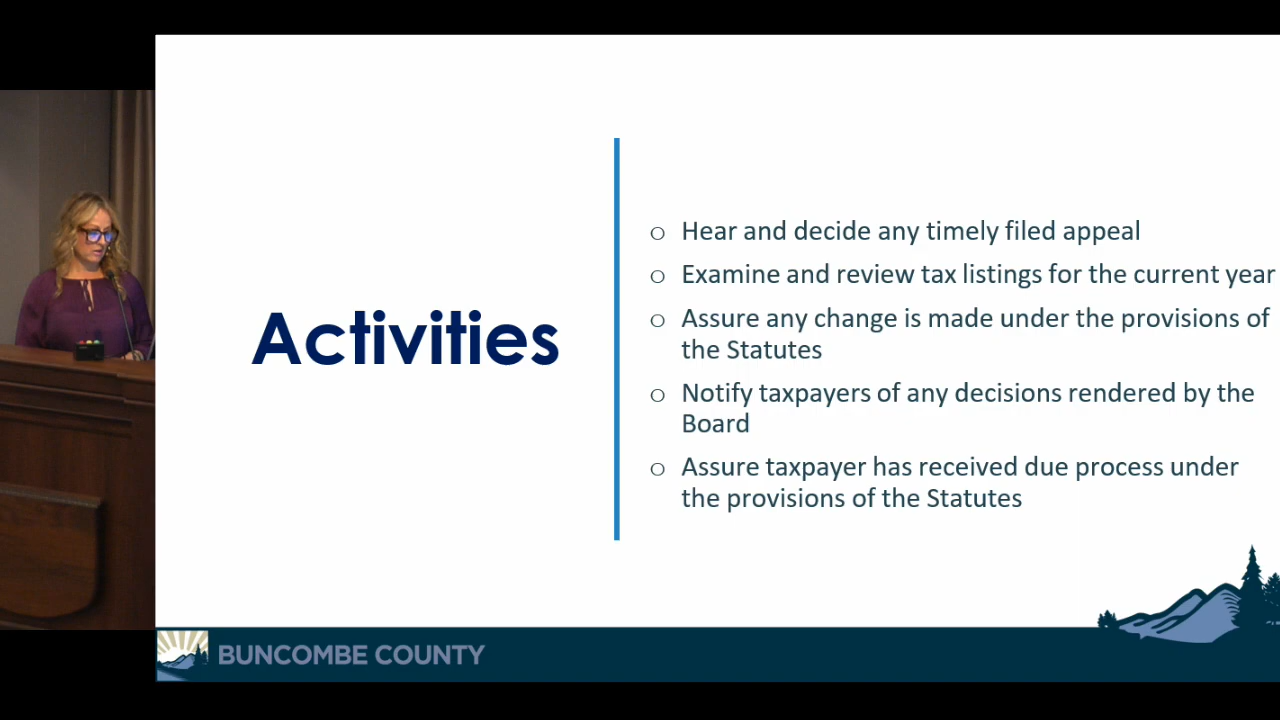 Activities
o Hear and decide any timely filed appeal
o Examine and review tax listings for the current year
o Assure any change is made under the provisions of
the Statutes
o Notify taxpayers of any decisions rendered by the
Board
o Assure taxpayer has received due process under
the provisions of the Statutes
BUNCOMBE COUNTY